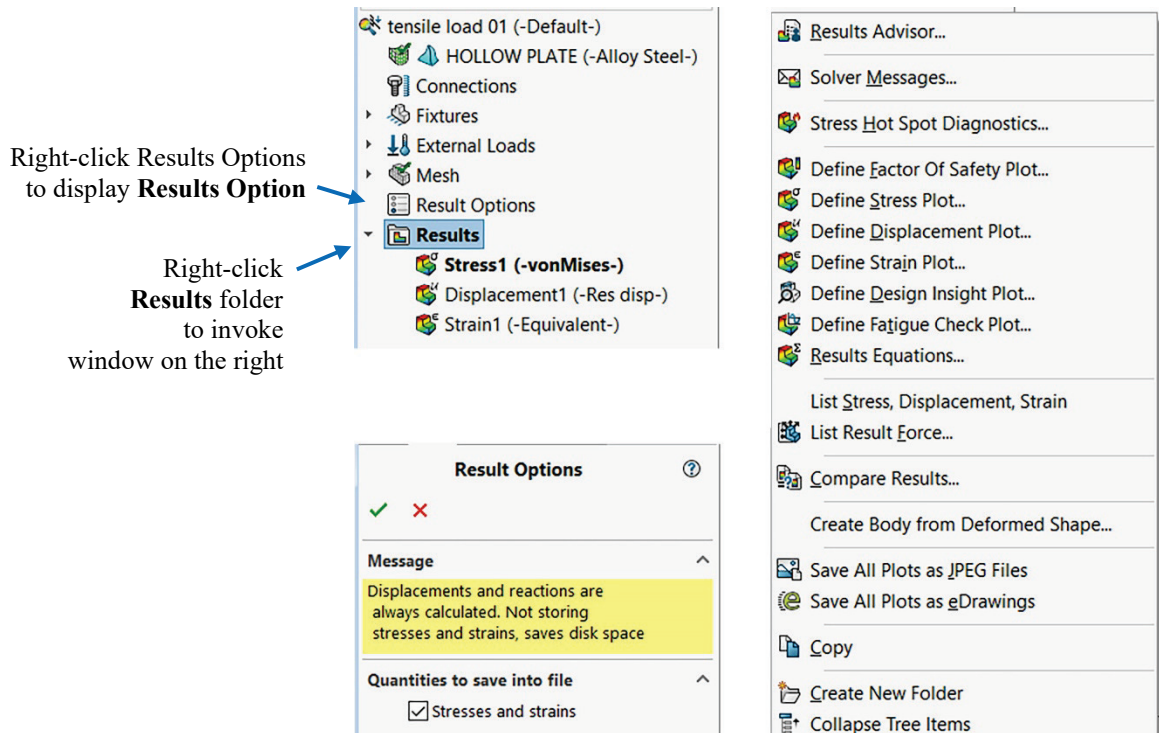 Right-click Results Options
to display Results Option
Right-click
Results folder
to invoke
window on the right
tensile load 01 (-Default-)
HOLLOW PLATE (-Alloy Steel-)
Connections
Fixtures
External Loads
Mesh
Result Options
Results
Stress1 (-vonMises-)
Displacement1 (-Res disp-)
Strain1 (-Equivalent-)
Result Options
Message
Displacements and reactions are
always calculated. Not storing
stresses and strains, saves disk space
Quantities to save into file
Stresses and strains
Results Advisor...
Solver Messages...
Stress Hot Spot Diagnostics...
Define Factor Of Safety Plot...
Define Stress Plot...
Define Displacement Plot...
Define Strain Plot...
Define Design Insight Plot...
Define Fatigue Check Plot...
Results Equations...
List Stress, Displacement, Strain
List Result Force...
Compare Results...
Create Body from Deformed Shape...
Save All Plots as JPEG Files
Save All Plots as eDrawings
Copy
Create New Folder
Collapse Tree Items